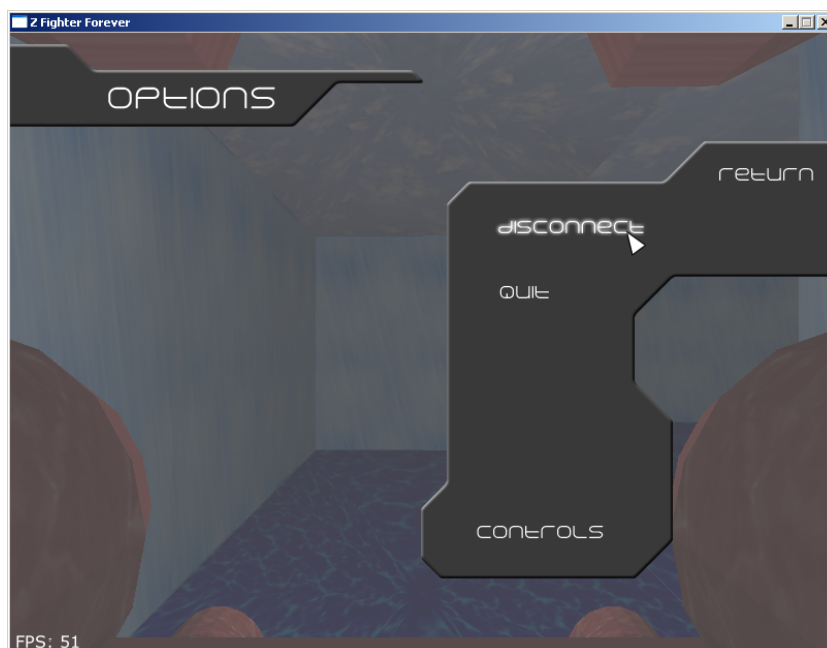 Z Fighter Forever
OPtIONS
return
disconnect
Quit
controls
FPS: 51